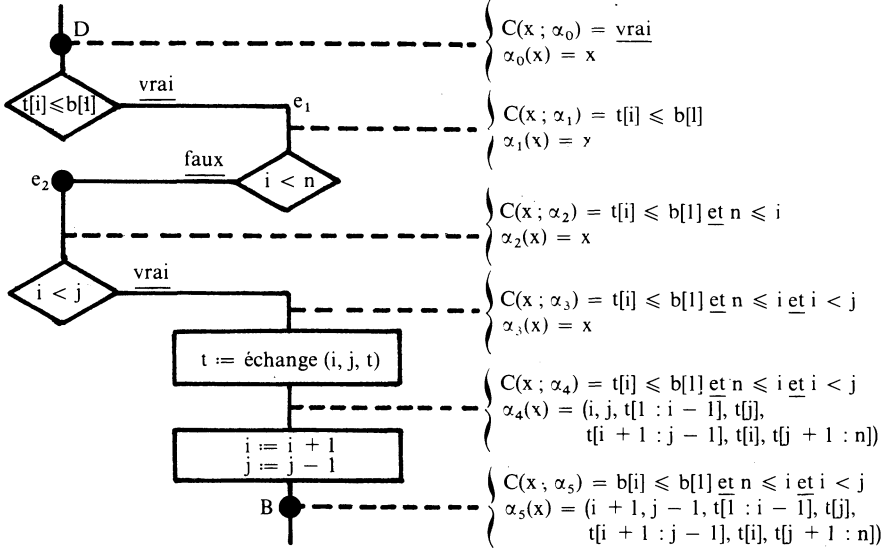 D
C(x ; α₀) = vrai
α₀(x) = x
t[i]≤b[1]
vrai
e₁
C(x ; α₁) = t[i] ≤ b[1]
α₁(x) = y
e₂
faux
i < n
C(x ; α₂) = t[i] ≤ b[1] et n ≤ i
α₂(x) = x
i < j
vrai
C(x ; α₃) = t[i] ≤ b[1] et n ≤ i et i < j
α₃(x) = x
t := échange (i, j, t)
C(x ; α₄) = t[i] ≤ b[1] et n ≤ i et i < j
α₄(x) = (i, j, t[1 : i − 1], t[j],
t[i + 1 : j − 1], t[i], t[j + 1 : n])
i := i + 1
j := j − 1
C(x ; α₅) = b[i] ≤ b[1] et n ≤ i et i < j
B
α₅(x) = (i + 1, j − 1, t[1 : i − 1], t[j],
t[i + 1 : j − 1], t[i], t[j + 1 : n])